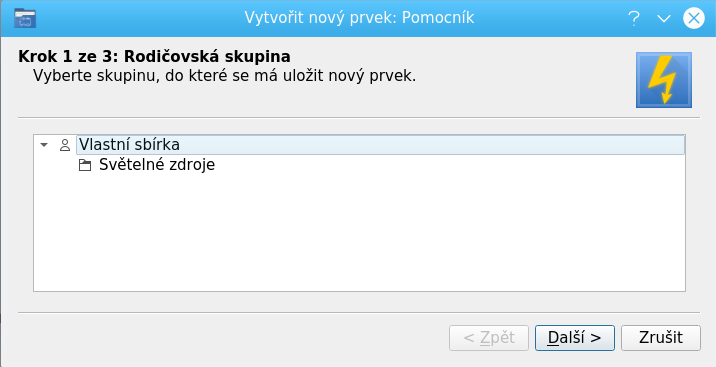 Vytvořit nový prvek: Pomocník
Krok 1 ze 3: Rodičovská skupina
Vyberte skupinu, do které se má uložit nový prvek.
Vlastní sbírka
Světelné zdroje
< Zpět
Další >
Zrušit